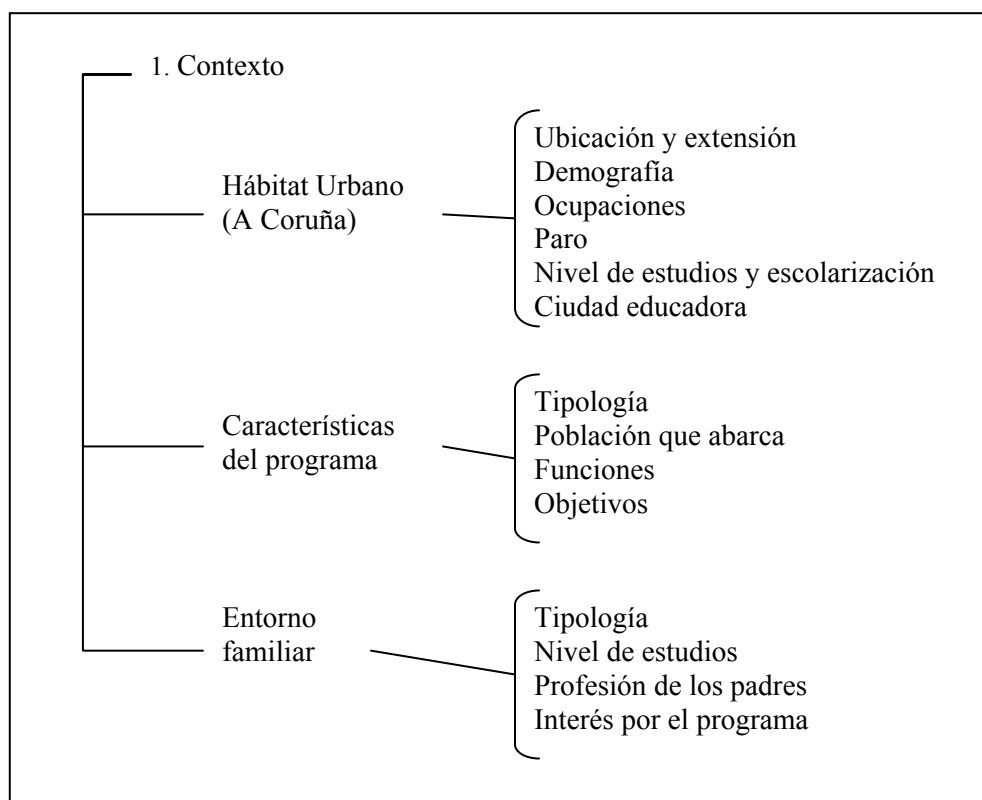 1. Contexto
Hábitat Urbano
(A Coruña)
Ubicación y extensión
Demografía
Ocupaciones
Paro
Nivel de estudios y escolarización
Ciudad educadora
Características
del programa
Tipología
Población que abarca
Funciones
Objetivos
Entorno
familiar
Tipología
Nivel de estudios
Profesión de los padres
Interés por el programa